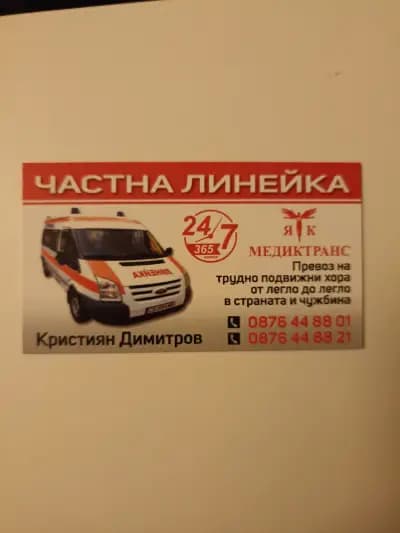 ЧАСТНА ЛИНЕЙКА
24/7
365
Я К
МЕДИКТРАНС
Превоз на
трудно подвижни хора
от легло до легло
в страната и чужбина
0876 44 88 01
0876 44 88 21
Кристиян Димитров